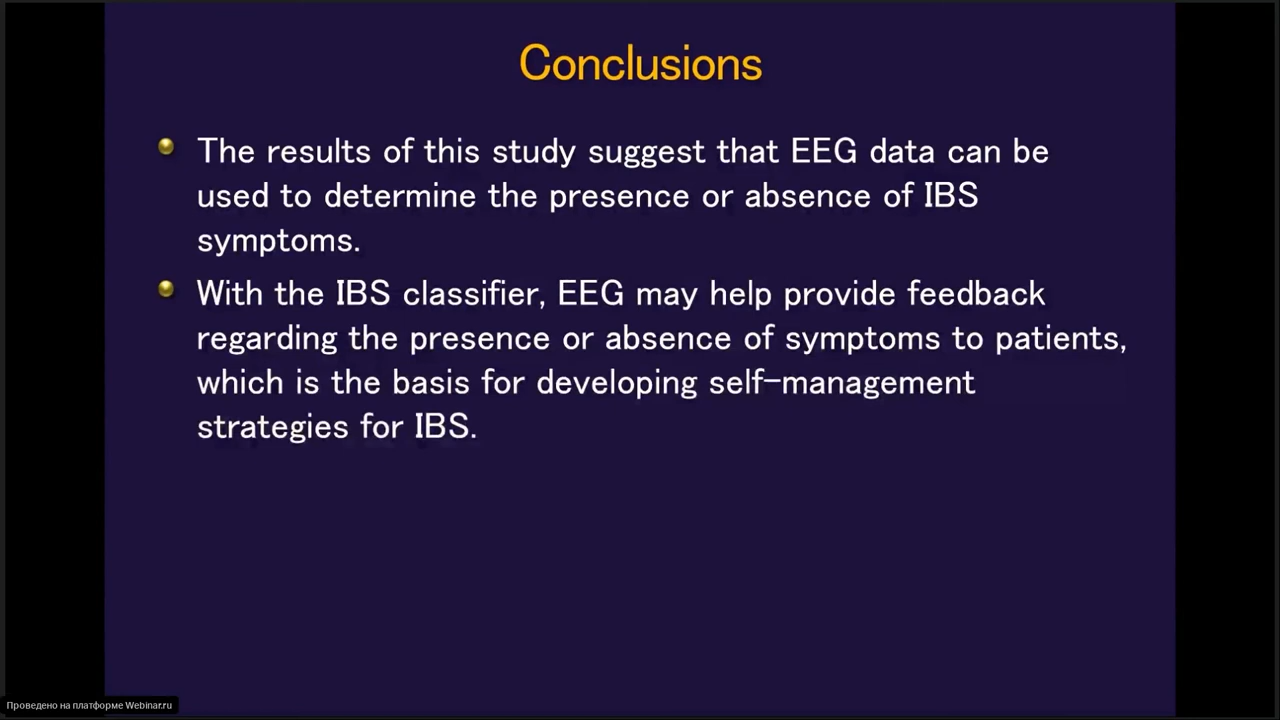 Conclusions
The results of this study suggest that EEG data can be
used to determine the presence or absence of IBS
symptoms.
With the IBS classifier, EEG may help provide feedback
regarding the presence or absence of symptoms to patients,
which is the basis for developing self-management
strategies for IBS.
Проведено на платформе Webinar.ru